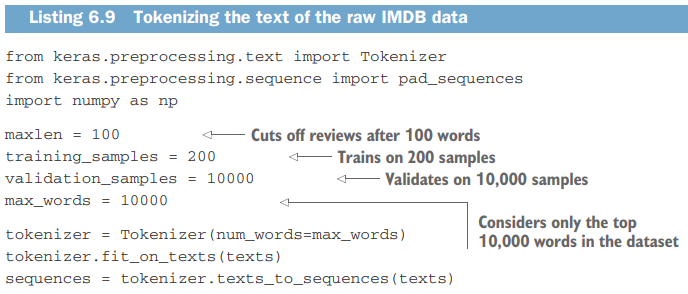 Listing 6.9 Tokenizing the text of the raw IMDB data
from keras.preprocessing.text import Tokenizer
from keras.preprocessing.sequence import pad_sequences
import numpy as np
maxlen = 100
Cuts off reviews after 100 words
training_samples = 200
Trains on 200 samples
validation_samples = 10000
Validates on 10,000 samples
max_words = 10000
Considers only the top
10,000 words in the dataset
tokenizer = Tokenizer(num_words=max_words)
tokenizer.fit_on_texts(texts)
sequences = tokenizer.texts_to_sequences(texts)